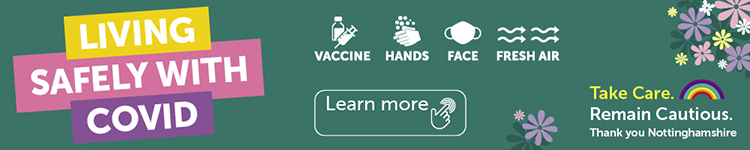 LIVING
SAFELY WITH
COVID
VACCINE HANDS FACE FRESH AIR
Learn more
Take Care.
Remain Cautious.
Thank you Nottinghamshire